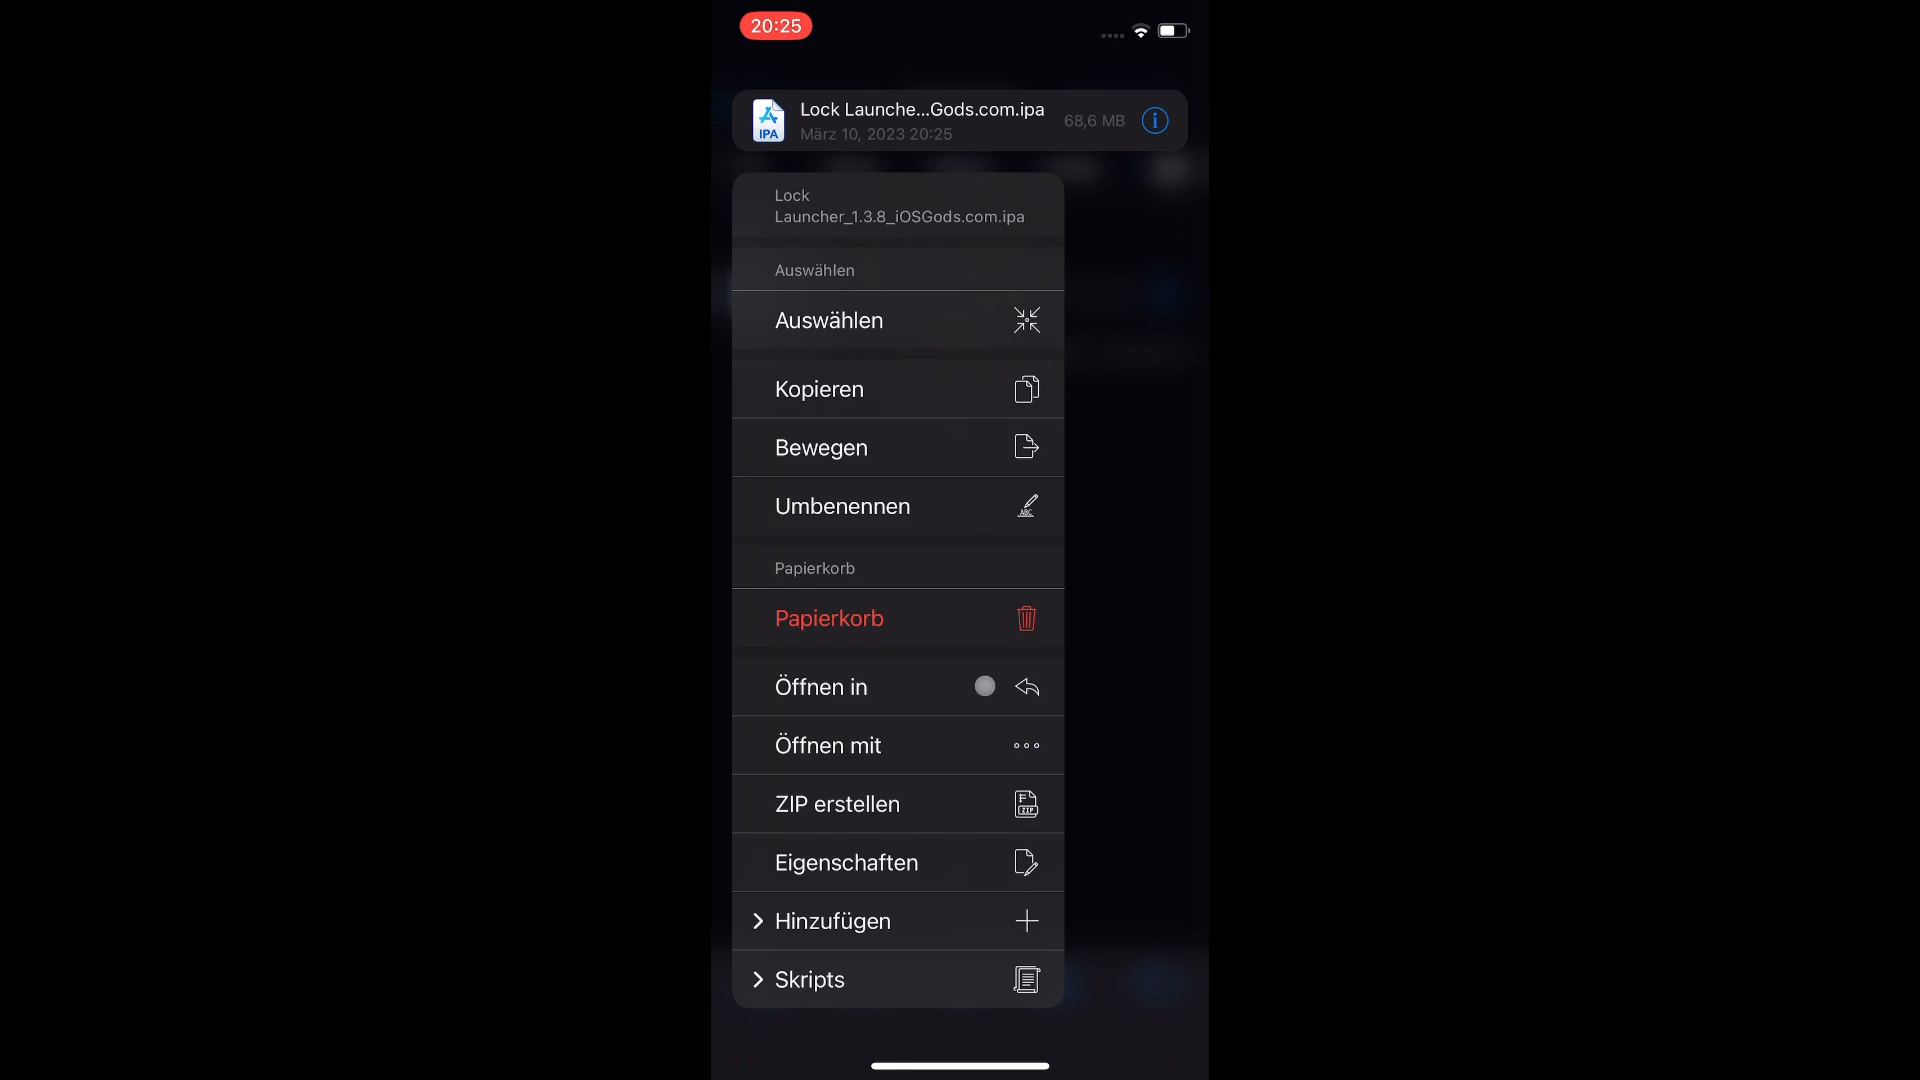 20:25
Lock Launche...Gods.com.ipa
68,6 MB
IPA
März 10, 2023 20:25
Lock
Launcher_1.3.8_iOSGods.com.ipa
Auswählen
Auswählen
Kopieren
Bewegen
Umbenennen
ABC
Papierkorb
Papierkorb
Öffnen in
Öffnen mit
ZIP erstellen
ZIP
Eigenschaften
Hinzufügen
Skripts